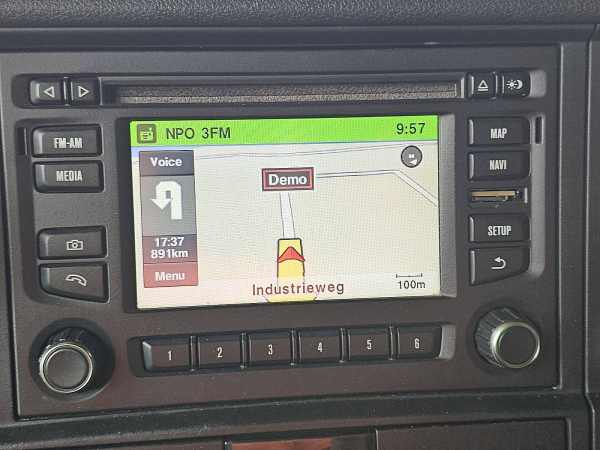 NPO 3FM 9:57
FM-AM
MAP
Voice
MEDIA
NAVI
Demo
17:37
891km
SETUP
Menu
Industrieweg
100m
1 2 3 4 5 6